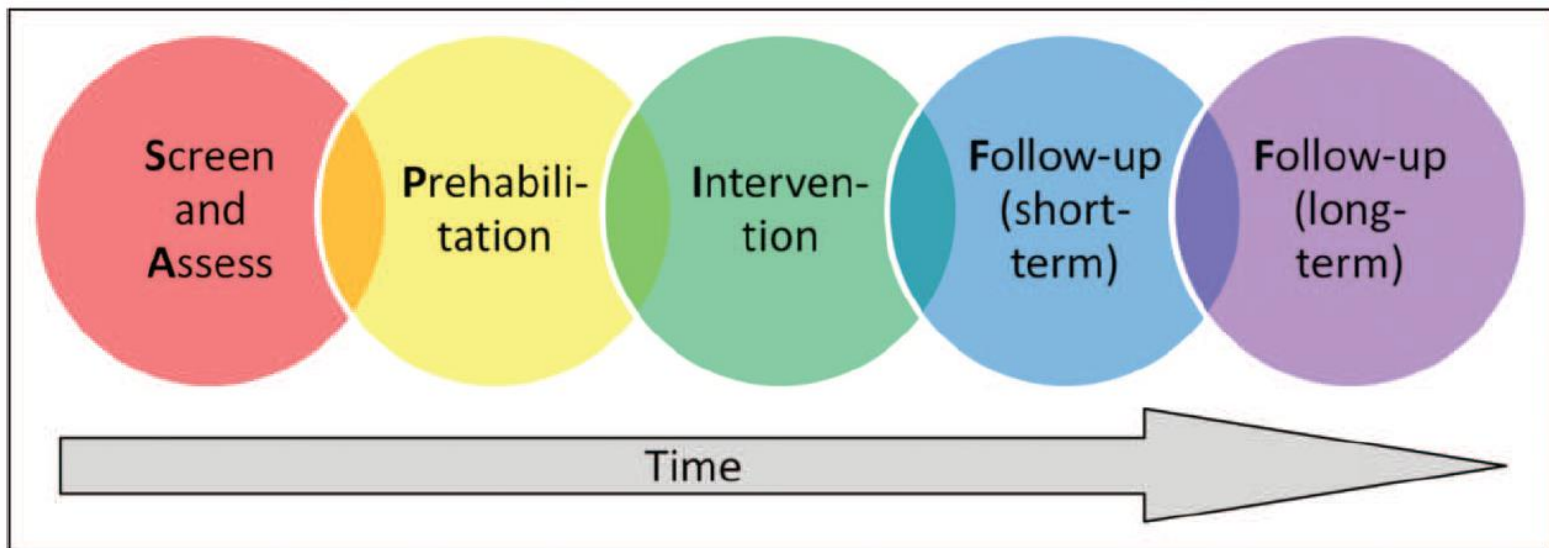 Screen
and
Assess
Prehabili-
tation
Interven-
tion
Follow-up
(short-
term)
Follow-up
(long-
term)
Time